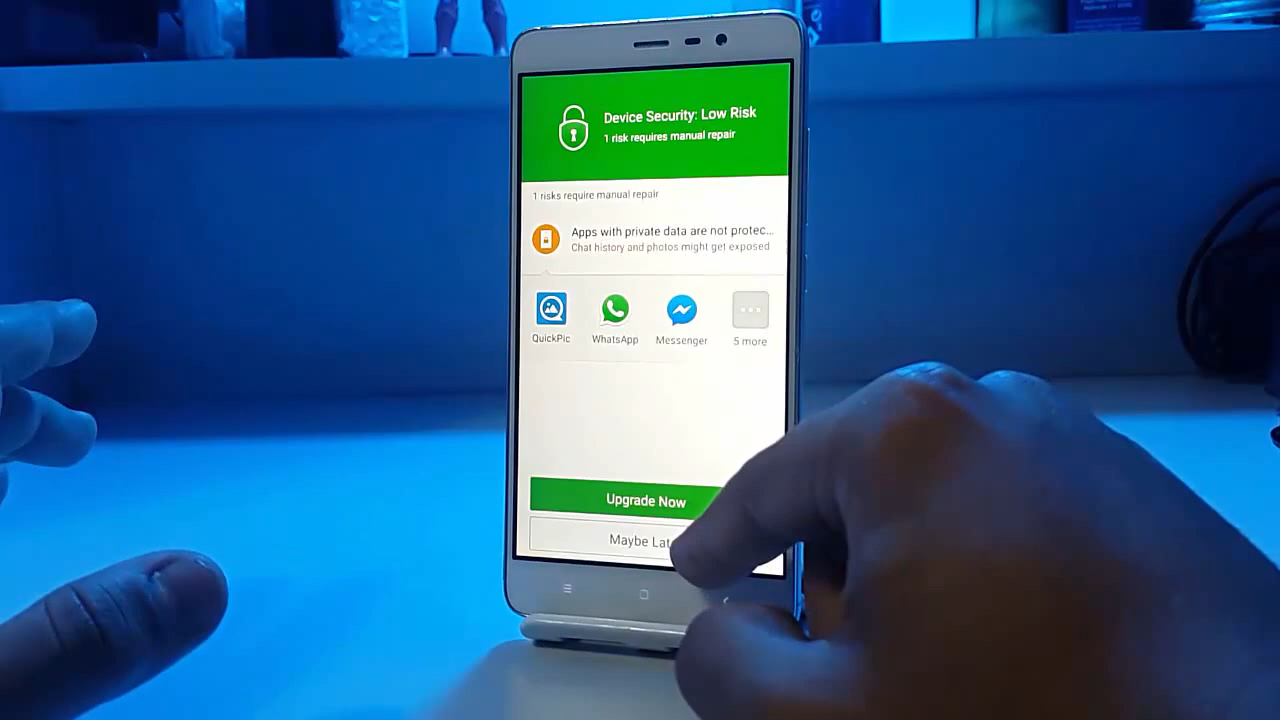 Device Security: Low Risk
1 risk requires manual repair
1 risks require manual repair
Apps with private data are not protec...
Chat history and photos might get exposed
QuickPic
WhatsApp
Messenger
5 more
Upgrade Now
Maybe